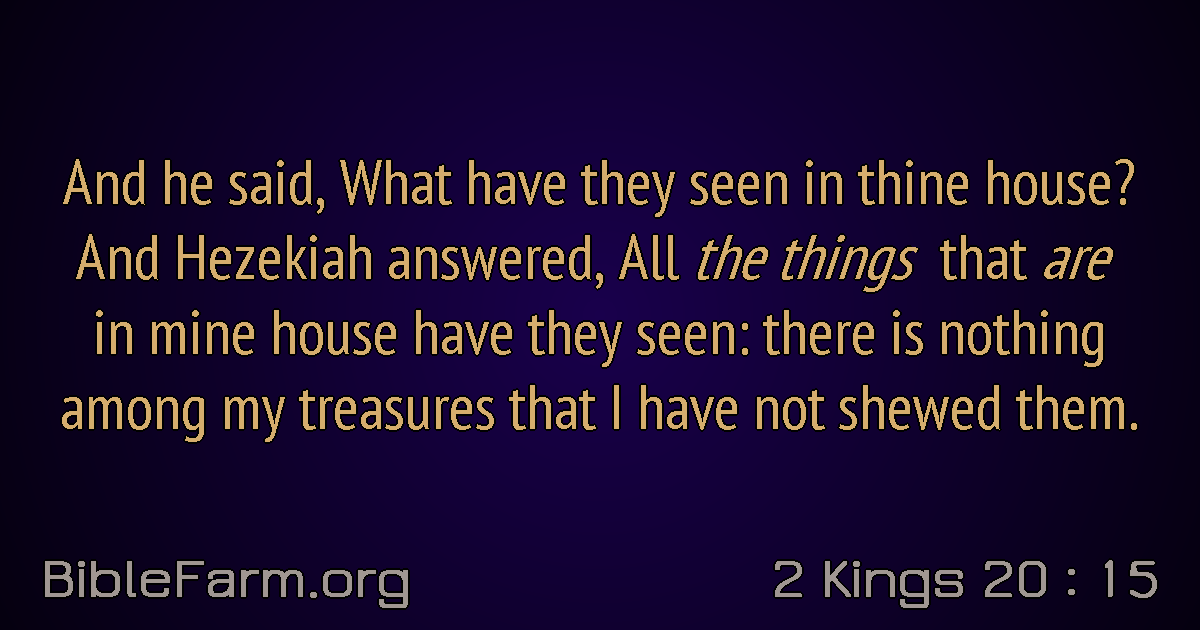 And he said, What have they seen in thine house?
And Hezekiah answered, All the things that are
in mine house have they seen: there is nothing
among my treasures that I have not shewed them.
BibleFarm.org
2 Kings 20 : 15